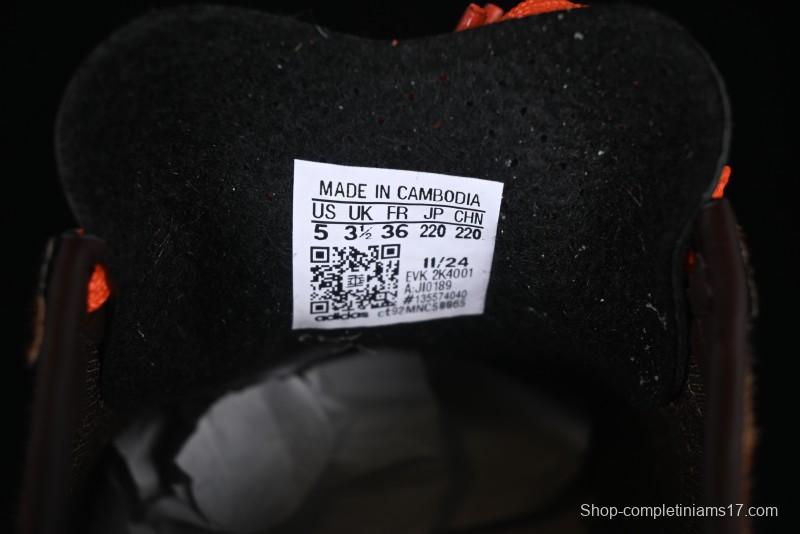 MADE IN CAMBODIA
US UK FR JP CHN
5 3½ 36 220 220
11/24
EVK 2K4001
A:JI0189
#135574040
adidas
Shop-completiniams17.com